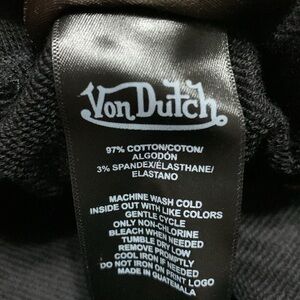 Von Dutch
97% COTTON/COTON/
ALGODÓN
3% SPANDEX/ÉLASTHANE/
ELASTANO
MACHINE WASH COLD
INSIDE OUT WITH LIKE COLORS
GENTLE CYCLE
ONLY NON-CHLORINE
BLEACH WHEN NEEDED
TUMBLE DRY LOW
REMOVE PROMPTLY
COOL IRON IF NEEDED
DO NOT IRON ON PRINT LOGO
MADE IN GUATEMALA